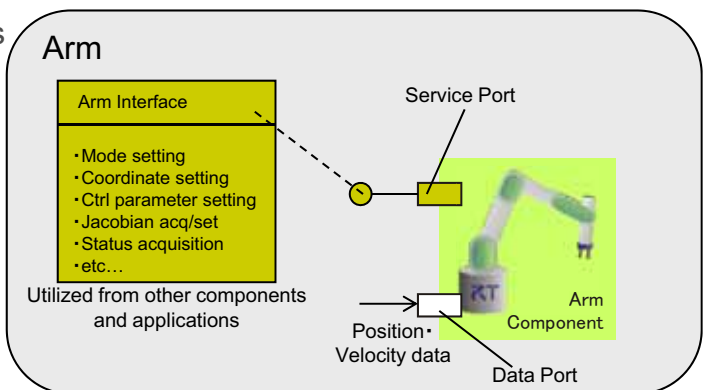 s
Arm
Arm Interface
・Mode setting
・Coordinate setting
・Ctrl parameter setting
・Jacobian acq/set
・Status acquisition
・etc…
Utilized from other components
and applications
Service Port
RT
Arm
Component
Position・
Velocity data
Data Port